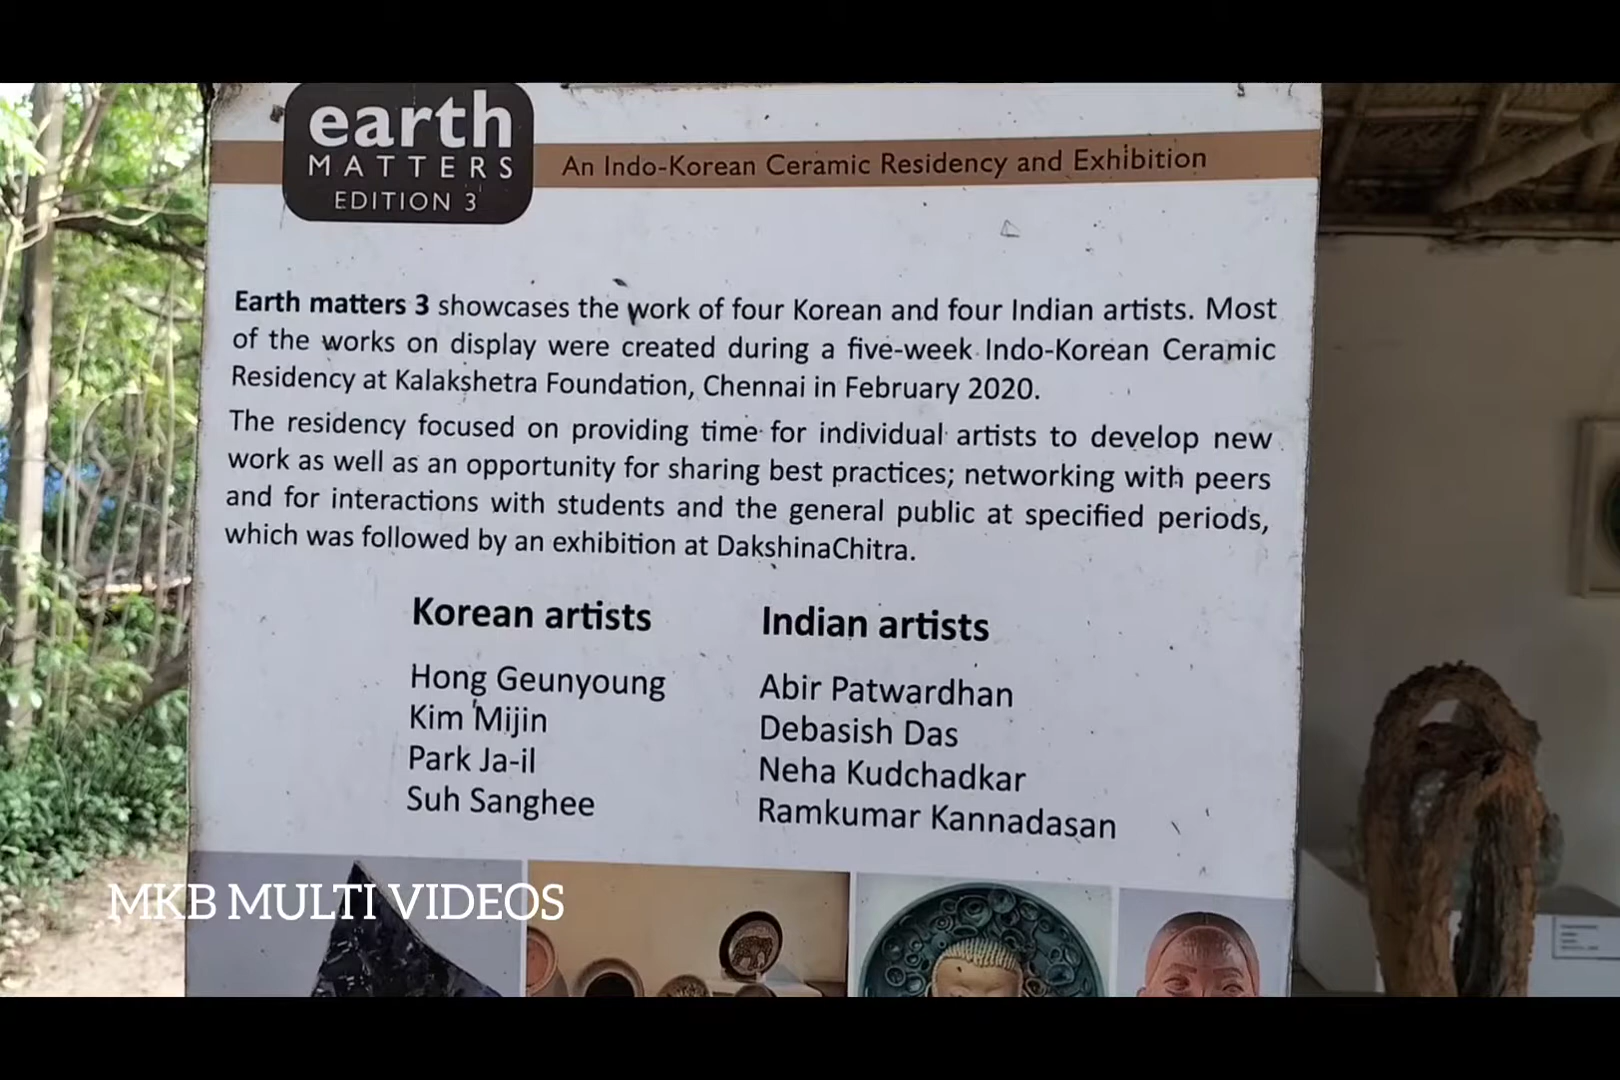 earth
MATTERS
EDITION 3
An Indo-Korean Ceramic Residency and Exhibition
Earth matters 3 showcases the work of four Korean and four Indian artists. Most
of the works on display were created during a five-week Indo-Korean Ceramic
Residency at Kalakshetra Foundation, Chennai in February 2020.
The residency focused on providing time for individual artists to develop new
work as well as an opportunity for sharing best practices; networking with peers
and for interactions with students and the general public at specified periods,
which was followed by an exhibition at DakshinaChitra.
Korean artists
Hong Geunyoung
Kim Mijin
Park Ja-il
Suh Sanghee
Indian artists
Abir Patwardhan
Debasish Das
Neha Kudchadkar
Ramkumar Kannadasan
MKB MULTI VIDEOS